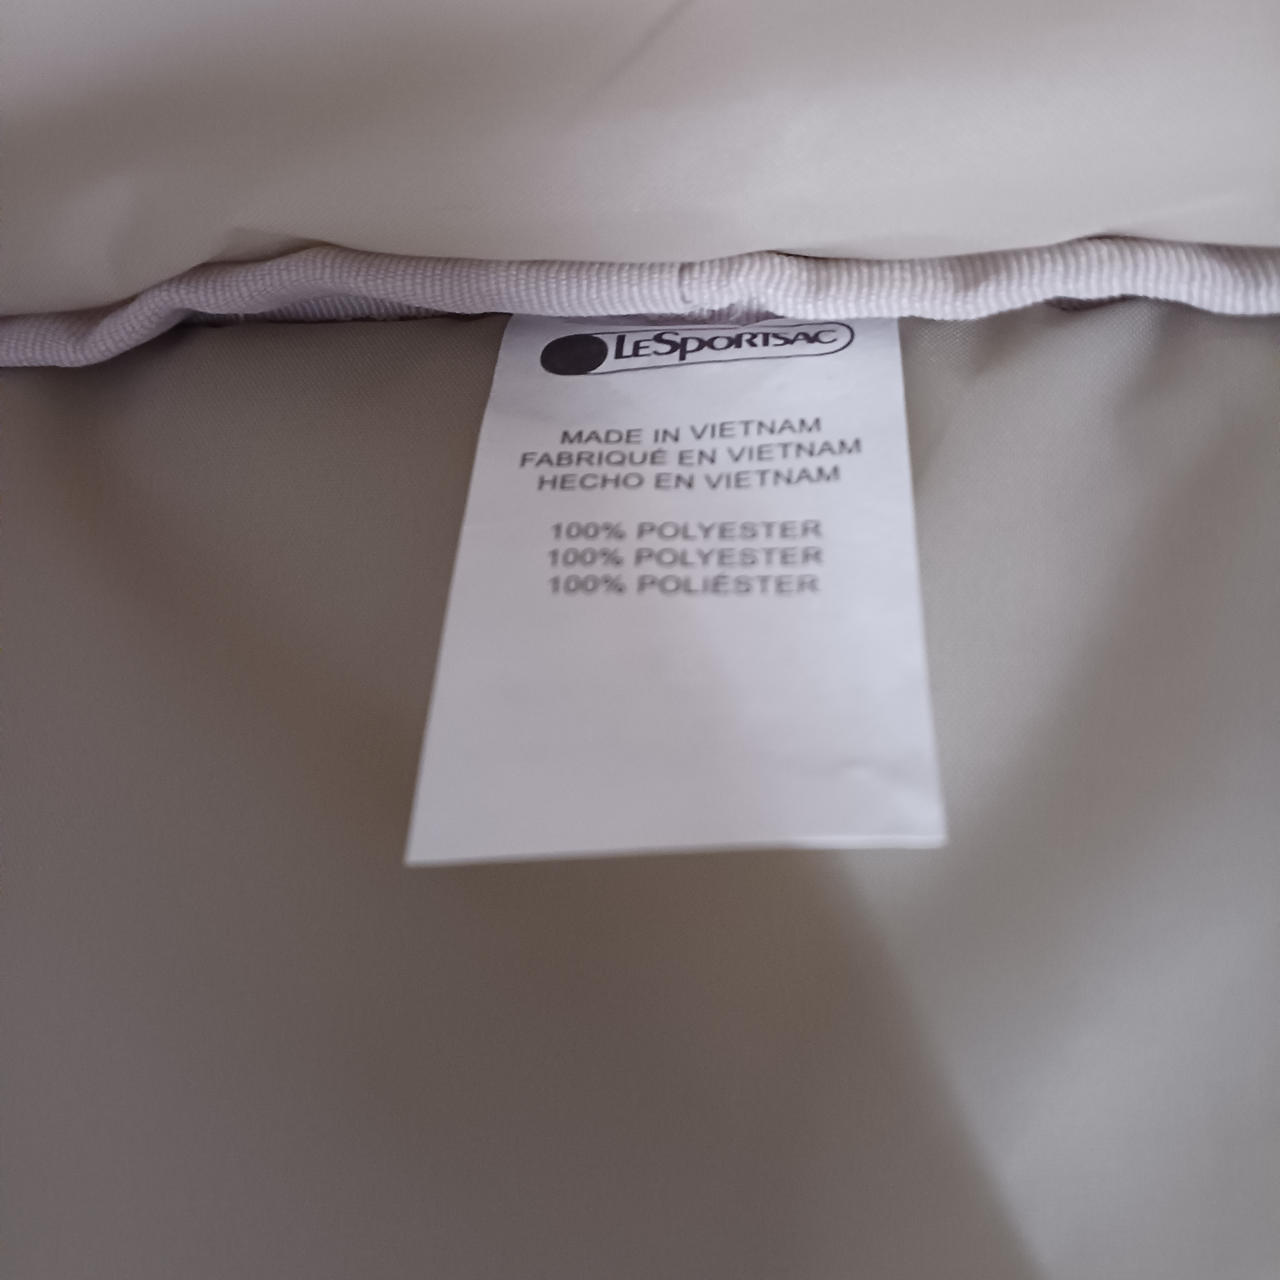 LeSportsac
MADE IN VIETNAM
FABRIQUÉ EN VIETNAM
HECHO EN VIETNAM
100% POLYESTER
100% POLYESTER
100% POLIÉSTER